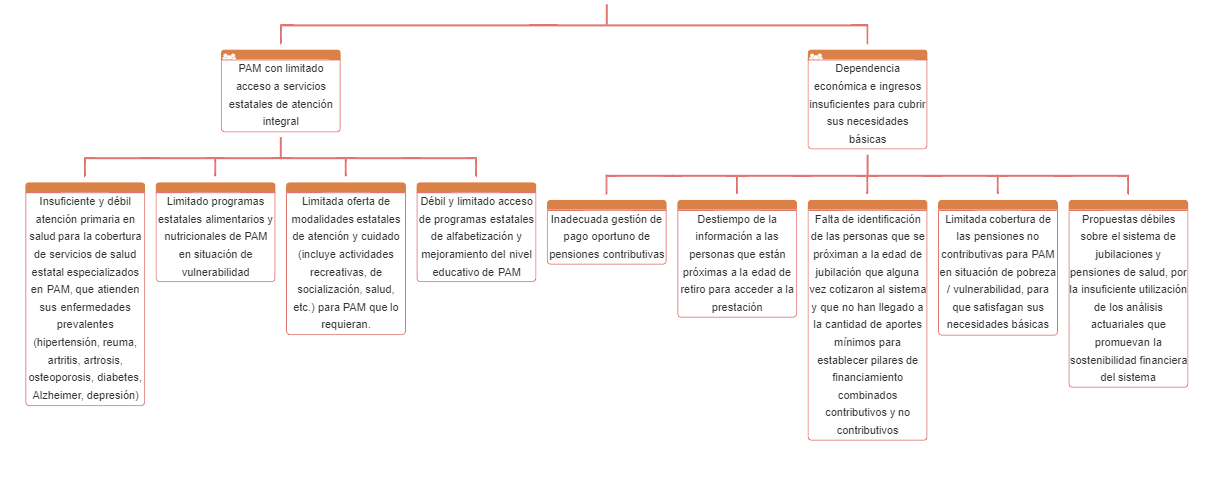 PAM con limitado
acceso a servicios
estatales de atención
integral
Dependencia
económica e ingresos
insuficientes para cubrir
sus necesidades
básicas
Insuficiente y débil
atención primaria en
salud para la cobertura
de servicios de salud
estatal especializados
en PAM, que atienden
sus enfermedades
prevalentes
(hipertensión, reuma,
artritis, artrosis,
osteoporosis, diabetes,
Alzheimer, depresión)
Limitado programas
estatales alimentarios y
nutricionales de PAM
en situación de
vulnerabilidad
Limitada oferta de
modalidades estatales
de atención y cuidado
(incluye actividades
recreativas, de
socialización, salud,
etc.) para PAM que lo
requieran.
Débil y limitado acceso
de programas estatales
de alfabetización y
mejoramiento del nivel
educativo de PAM
Inadecuada gestión de
pago oportuno de
pensiones contributivas
Destiempo de la
información a las
personas que están
próximas a la edad de
retiro para acceder a la
prestación
Falta de identificación
de las personas que se
próximan a la edad de
jubilación que alguna
vez cotizaron al sistema
y que no han llegado a
la cantidad de aportes
mínimos para
establecer pilares de
financiamiento
combinados
contributivos y no
contributivos
Limitada cobertura de
las pensiones no
contributivas para PAM
en situación de pobreza
/ vulnerabilidad, para
que satisfagan sus
necesidades básicas
Propuestas débiles
sobre el sistema de
jubilaciones y
pensiones de salud, por
la insuficiente utilización
de los análisis
actuariales que
promuevan la
sostenibilidad financiera
del sistema